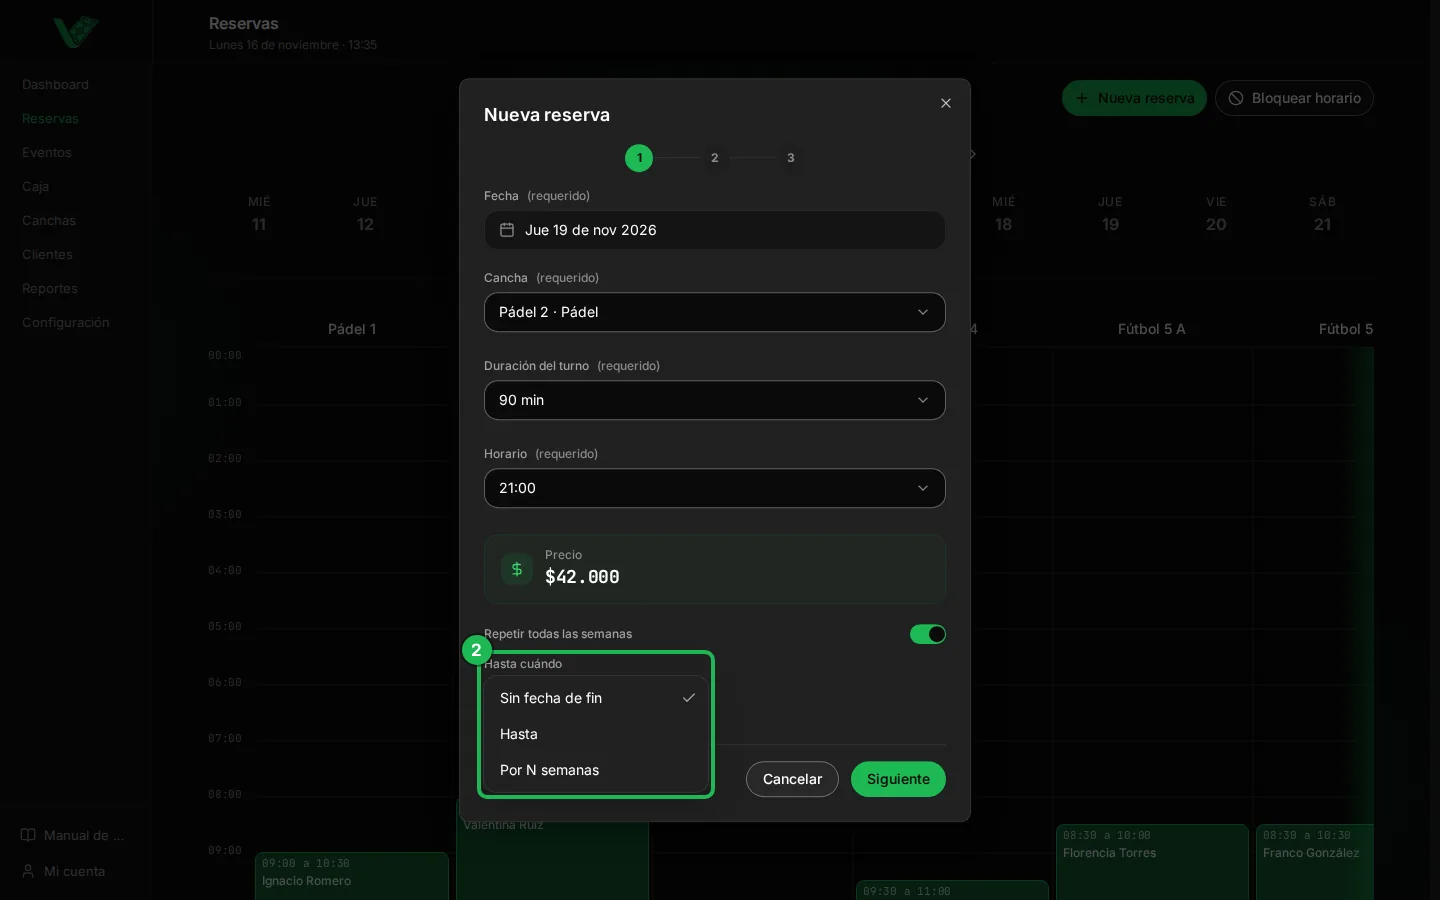 Reservas
Lunes 16 de noviembre · 13:35
Dashboard
Reservas
Eventos
Caja
Canchas
Clientes
Reportes
Configuración
Manual de ...
Mi cuenta
Nueva reserva
Bloquear horario
MIÉ
11
JUE
12
MIÉ
18
JUE
19
VIE
20
SÁB
21
Pádel 1
4
Fútbol 5 A
Fútbol 5
00:00
01:00
02:00
03:00
04:00
05:00
06:00
07:00
08:00
09:00
Nueva reserva
1
2
3
Fecha (requerido)
Jue 19 de nov 2026
Cancha (requerido)
Pádel 2 · Pádel
Duración del turno (requerido)
90 min
Horario (requerido)
21:00
Precio
$42.000
Repetir todas las semanas
2
Hasta cuándo
Sin fecha de fin
Hasta
Por N semanas
Cancelar
Siguiente
09:00 a 10:30
Ignacio Romero
Valentina Ruiz
09:30 a 11:00
08:30 a 10:00
Florencia Torres
08:30 a 10:30
Franco González